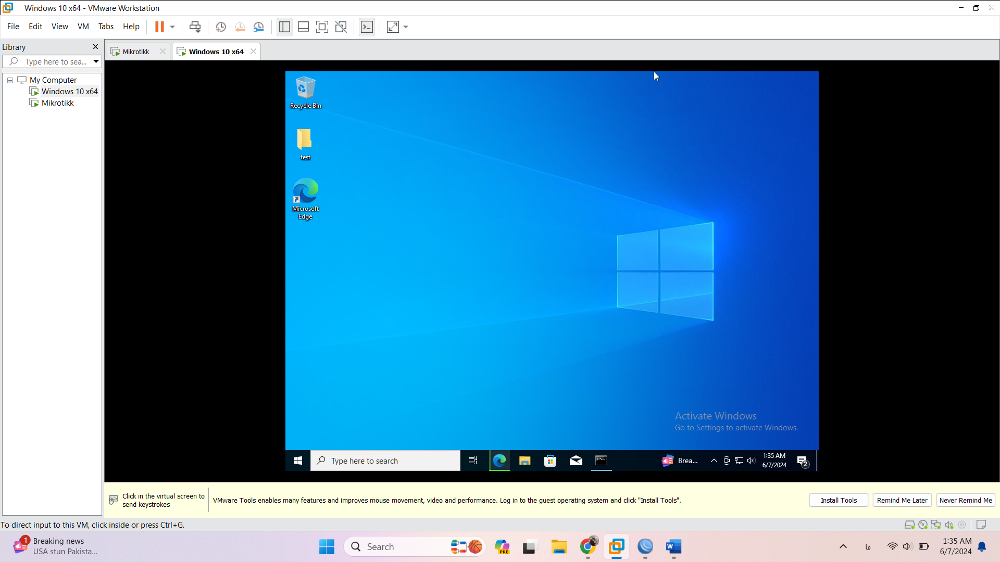 Windows 10 x64 - VMware Workstation
File Edit View VM Tabs Help
Library
Type here to sea...
My Computer
Windows 10 x64
Mikrotikk
Mikrotikk
Windows 10 x64
Recycle Bin
test
Microsoft
Edge
Activate Windows
Go to Settings to activate Windows.
Type here to search
Brea...
1:35 AM
6/7/2024
2
Click in the virtual screen to
send keystrokes
VMware Tools enables many features and improves mouse movement, video and performance. Log in to the guest operating system and click "Install Tools".
Install Tools
Remind Me Later
Never Remind Me
To direct input to this VM, click inside or press Ctrl+G.
1
Breaking news
USA stun Pakista...
Search
PRE
فا
1:35 AM
6/7/2024